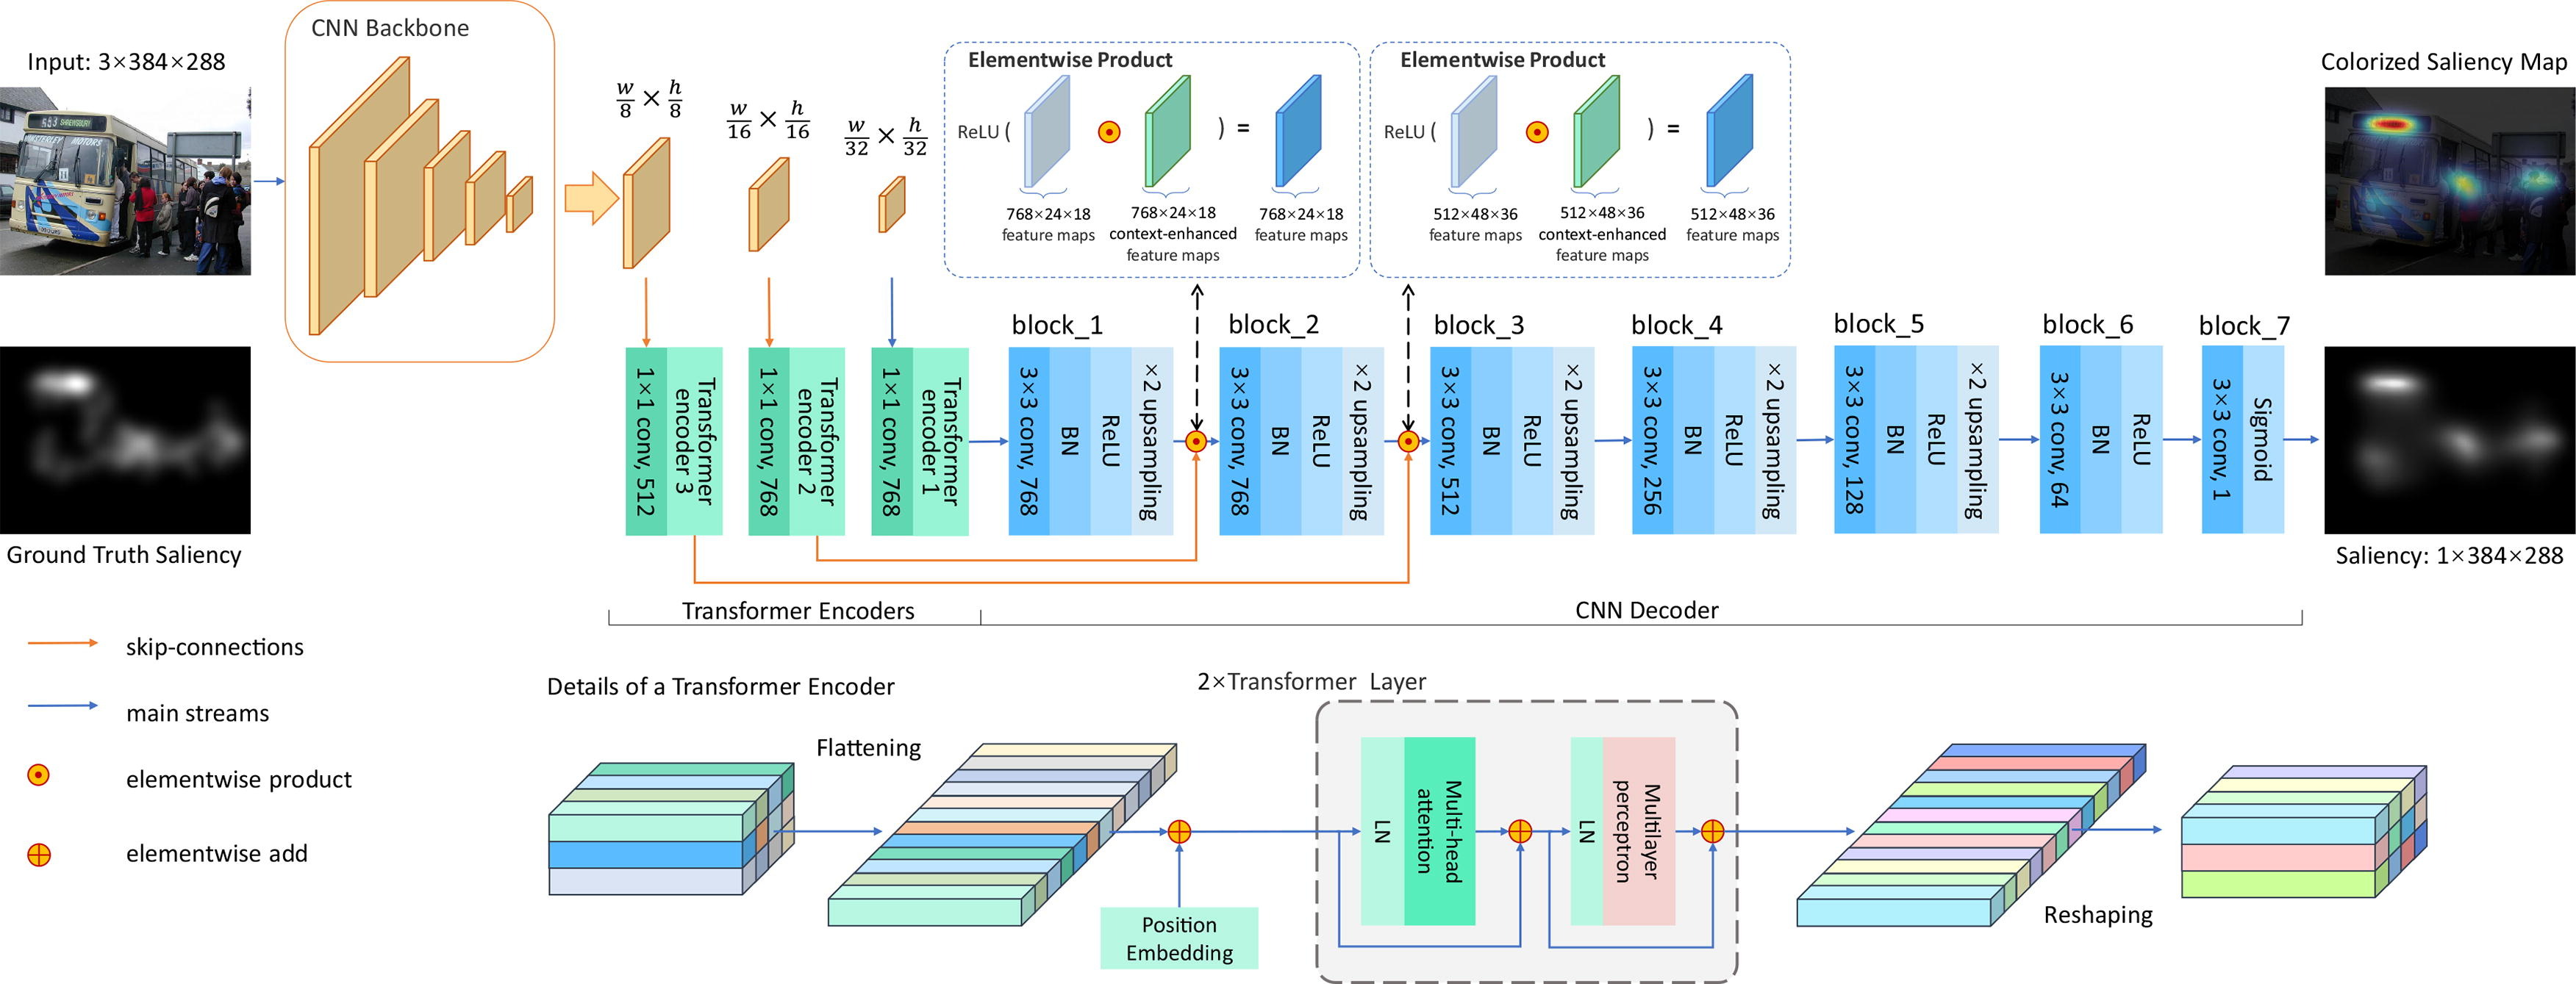 CNN Backbone
Input: 3×384×288
w/8 × h/8
w/16 × h/16
w/32 × h/32
Elementwise Product
ReLU (
) =
768×24×18
feature maps
768×24×18
context-enhanced
feature maps
768×24×18
feature maps
Elementwise Product
ReLU (
) =
512×48×36
feature maps
512×48×36
context-enhanced
feature maps
512×48×36
feature maps
Colorized Saliency Map
583 SHREWSBURY
MOTORS
Ground Truth Saliency
1×1 conv, 512
Transformer
encoder 3
1×1 conv, 768
Transformer
encoder 2
1×1 conv, 768
Transformer
encoder 1
block_1
3×3 conv, 768
BN
ReLU
×2 upsampling
block_2
3×3 conv, 768
BN
ReLU
×2 upsampling
block_3
3×3 conv, 512
BN
ReLU
×2 upsampling
block_4
3×3 conv, 256
BN
ReLU
×2 upsampling
block_5
3×3 conv, 128
BN
ReLU
×2 upsampling
block_6
3×3 conv, 64
BN
ReLU
block_7
3×3 conv, 1
Sigmoid
Saliency: 1×384×288
Transformer Encoders
CNN Decoder
skip-connections
main streams
elementwise product
elementwise add
Details of a Transformer Encoder
Flattening
Position
Embedding
2×Transformer Layer
LN
Multi-head
attention
LN
Multilayer
perceptron
Reshaping